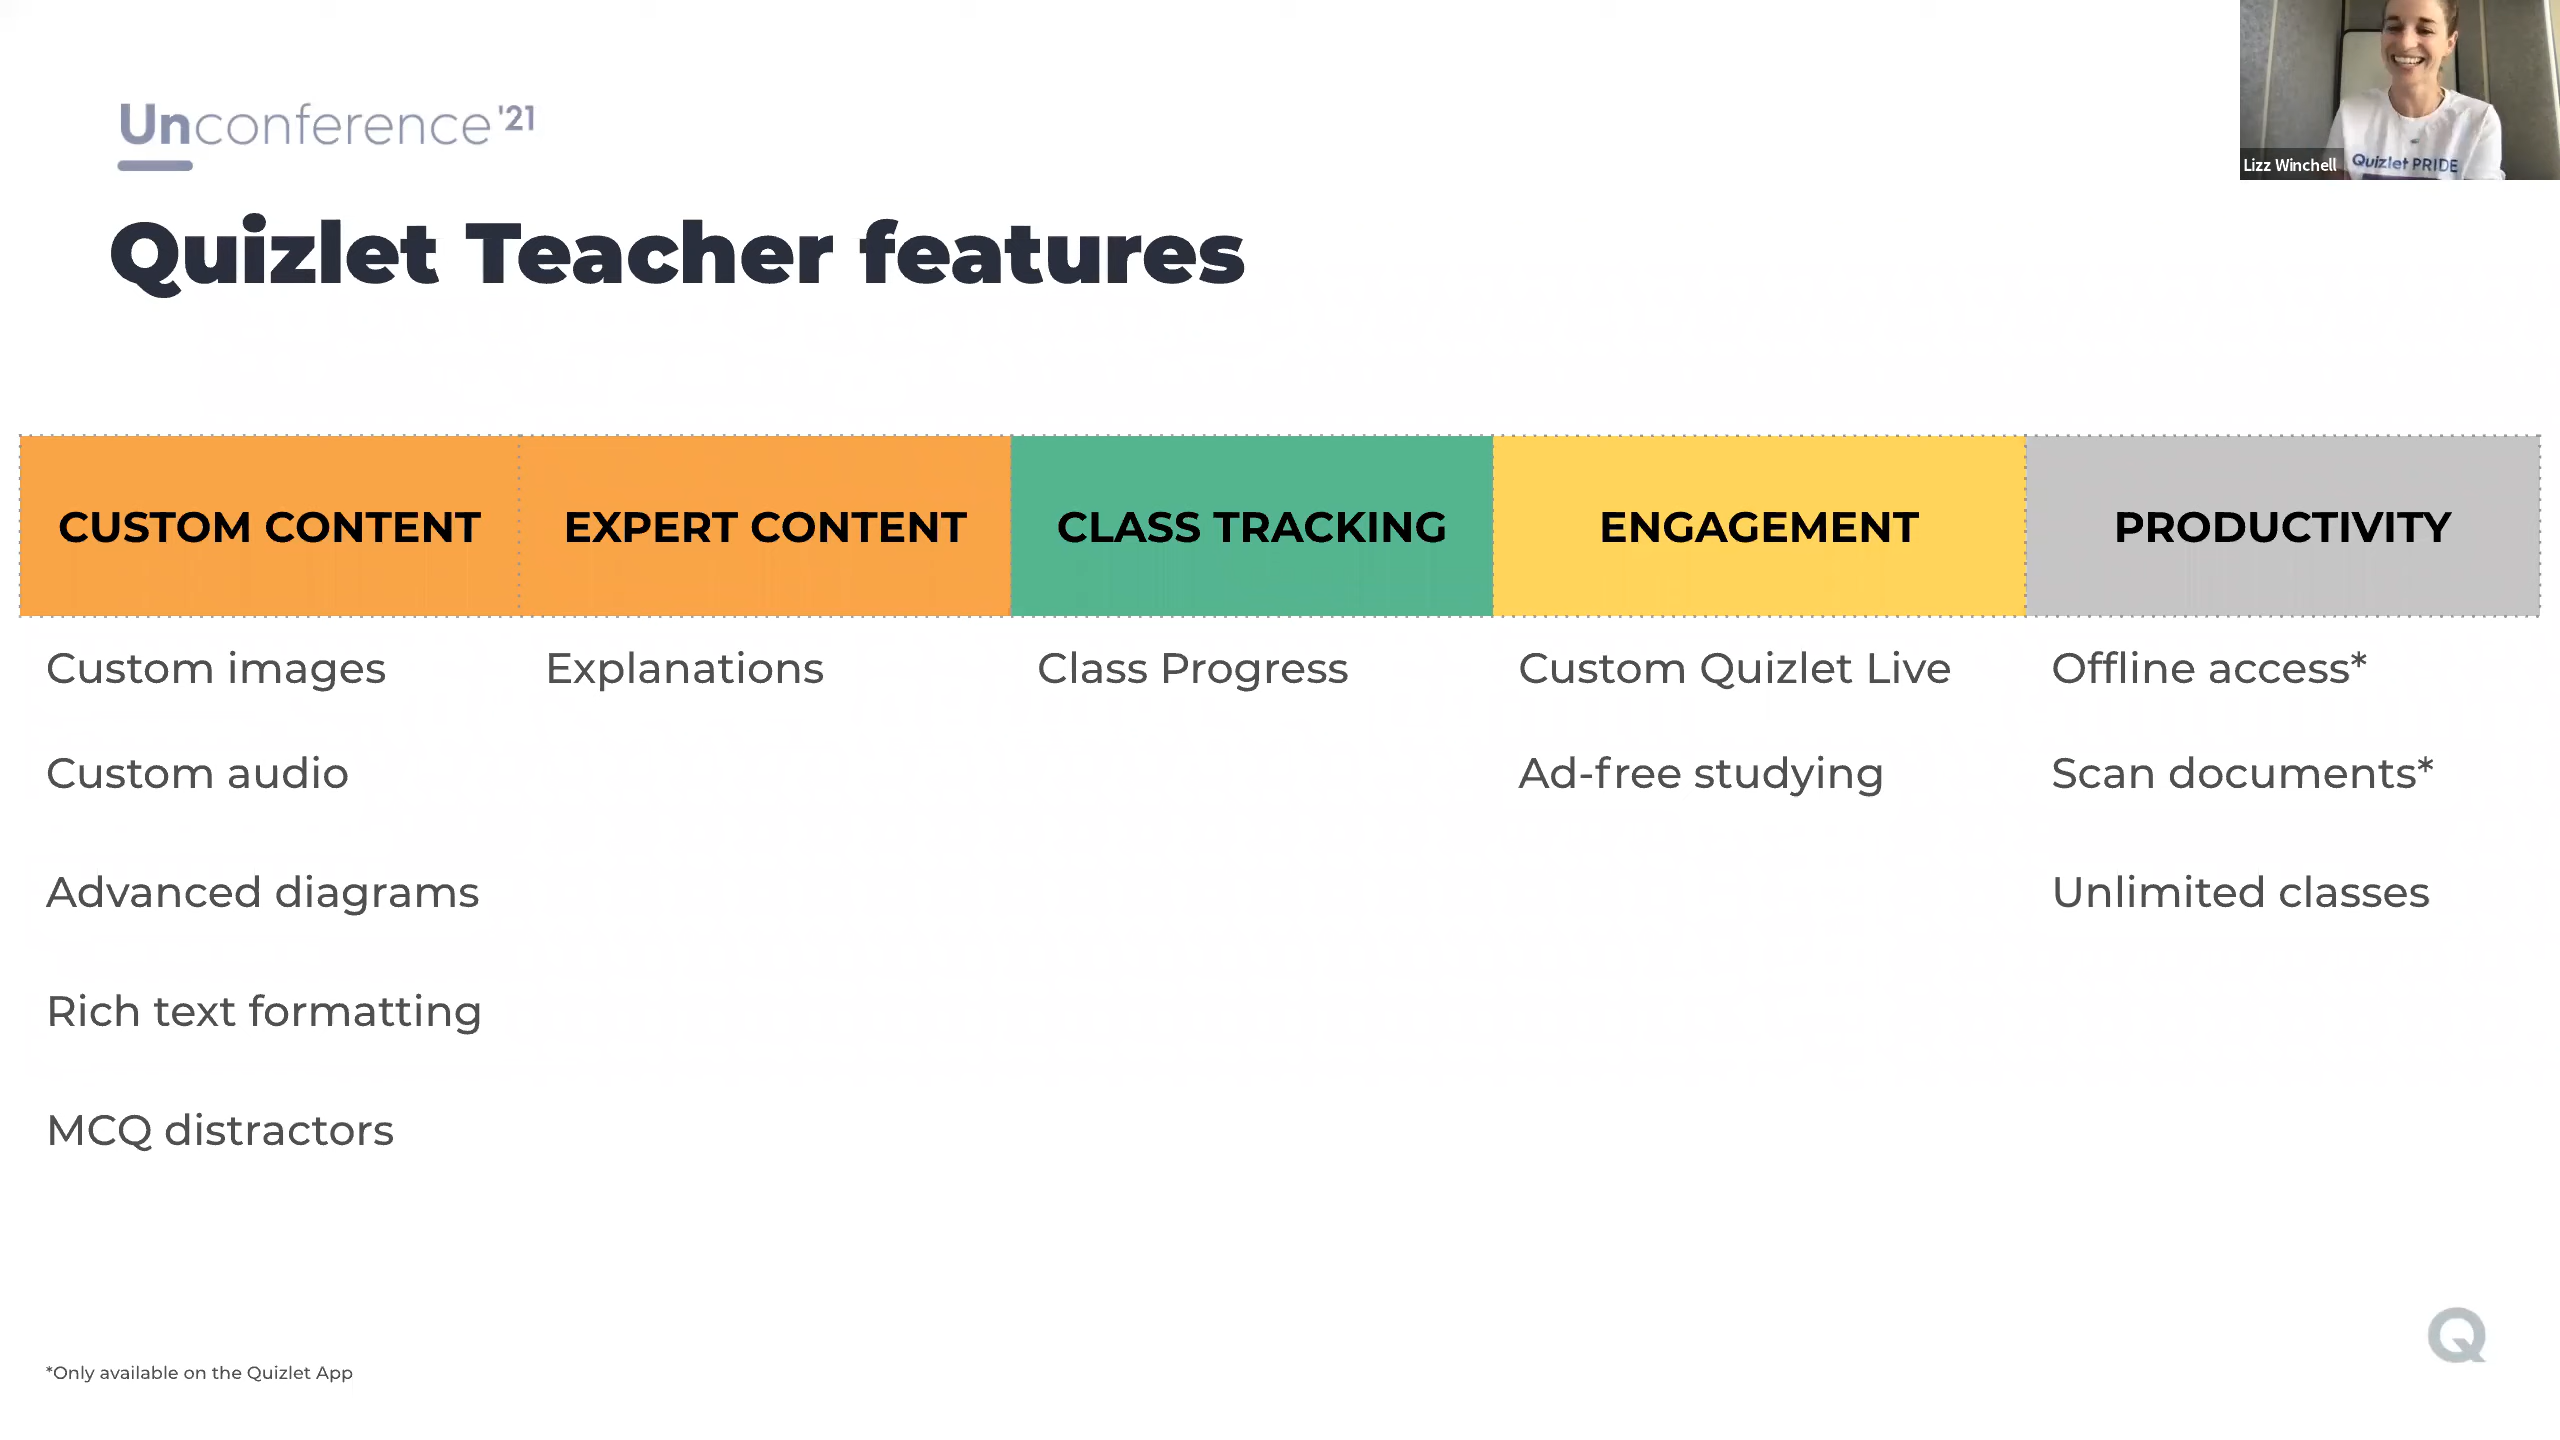 Unconference '21
Lizz Winchell
Quizlet PRIDE
Quizlet Teacher features
CUSTOM CONTENT
EXPERT CONTENT
CLASS TRACKING
ENGAGEMENT
PRODUCTIVITY
Custom images
Explanations
Class Progress
Custom Quizlet Live
Offline access*
Custom audio
Ad-free studying
Scan documents*
Advanced diagrams
Unlimited classes
Rich text formatting
MCQ distractors
Q
*Only available on the Quizlet App